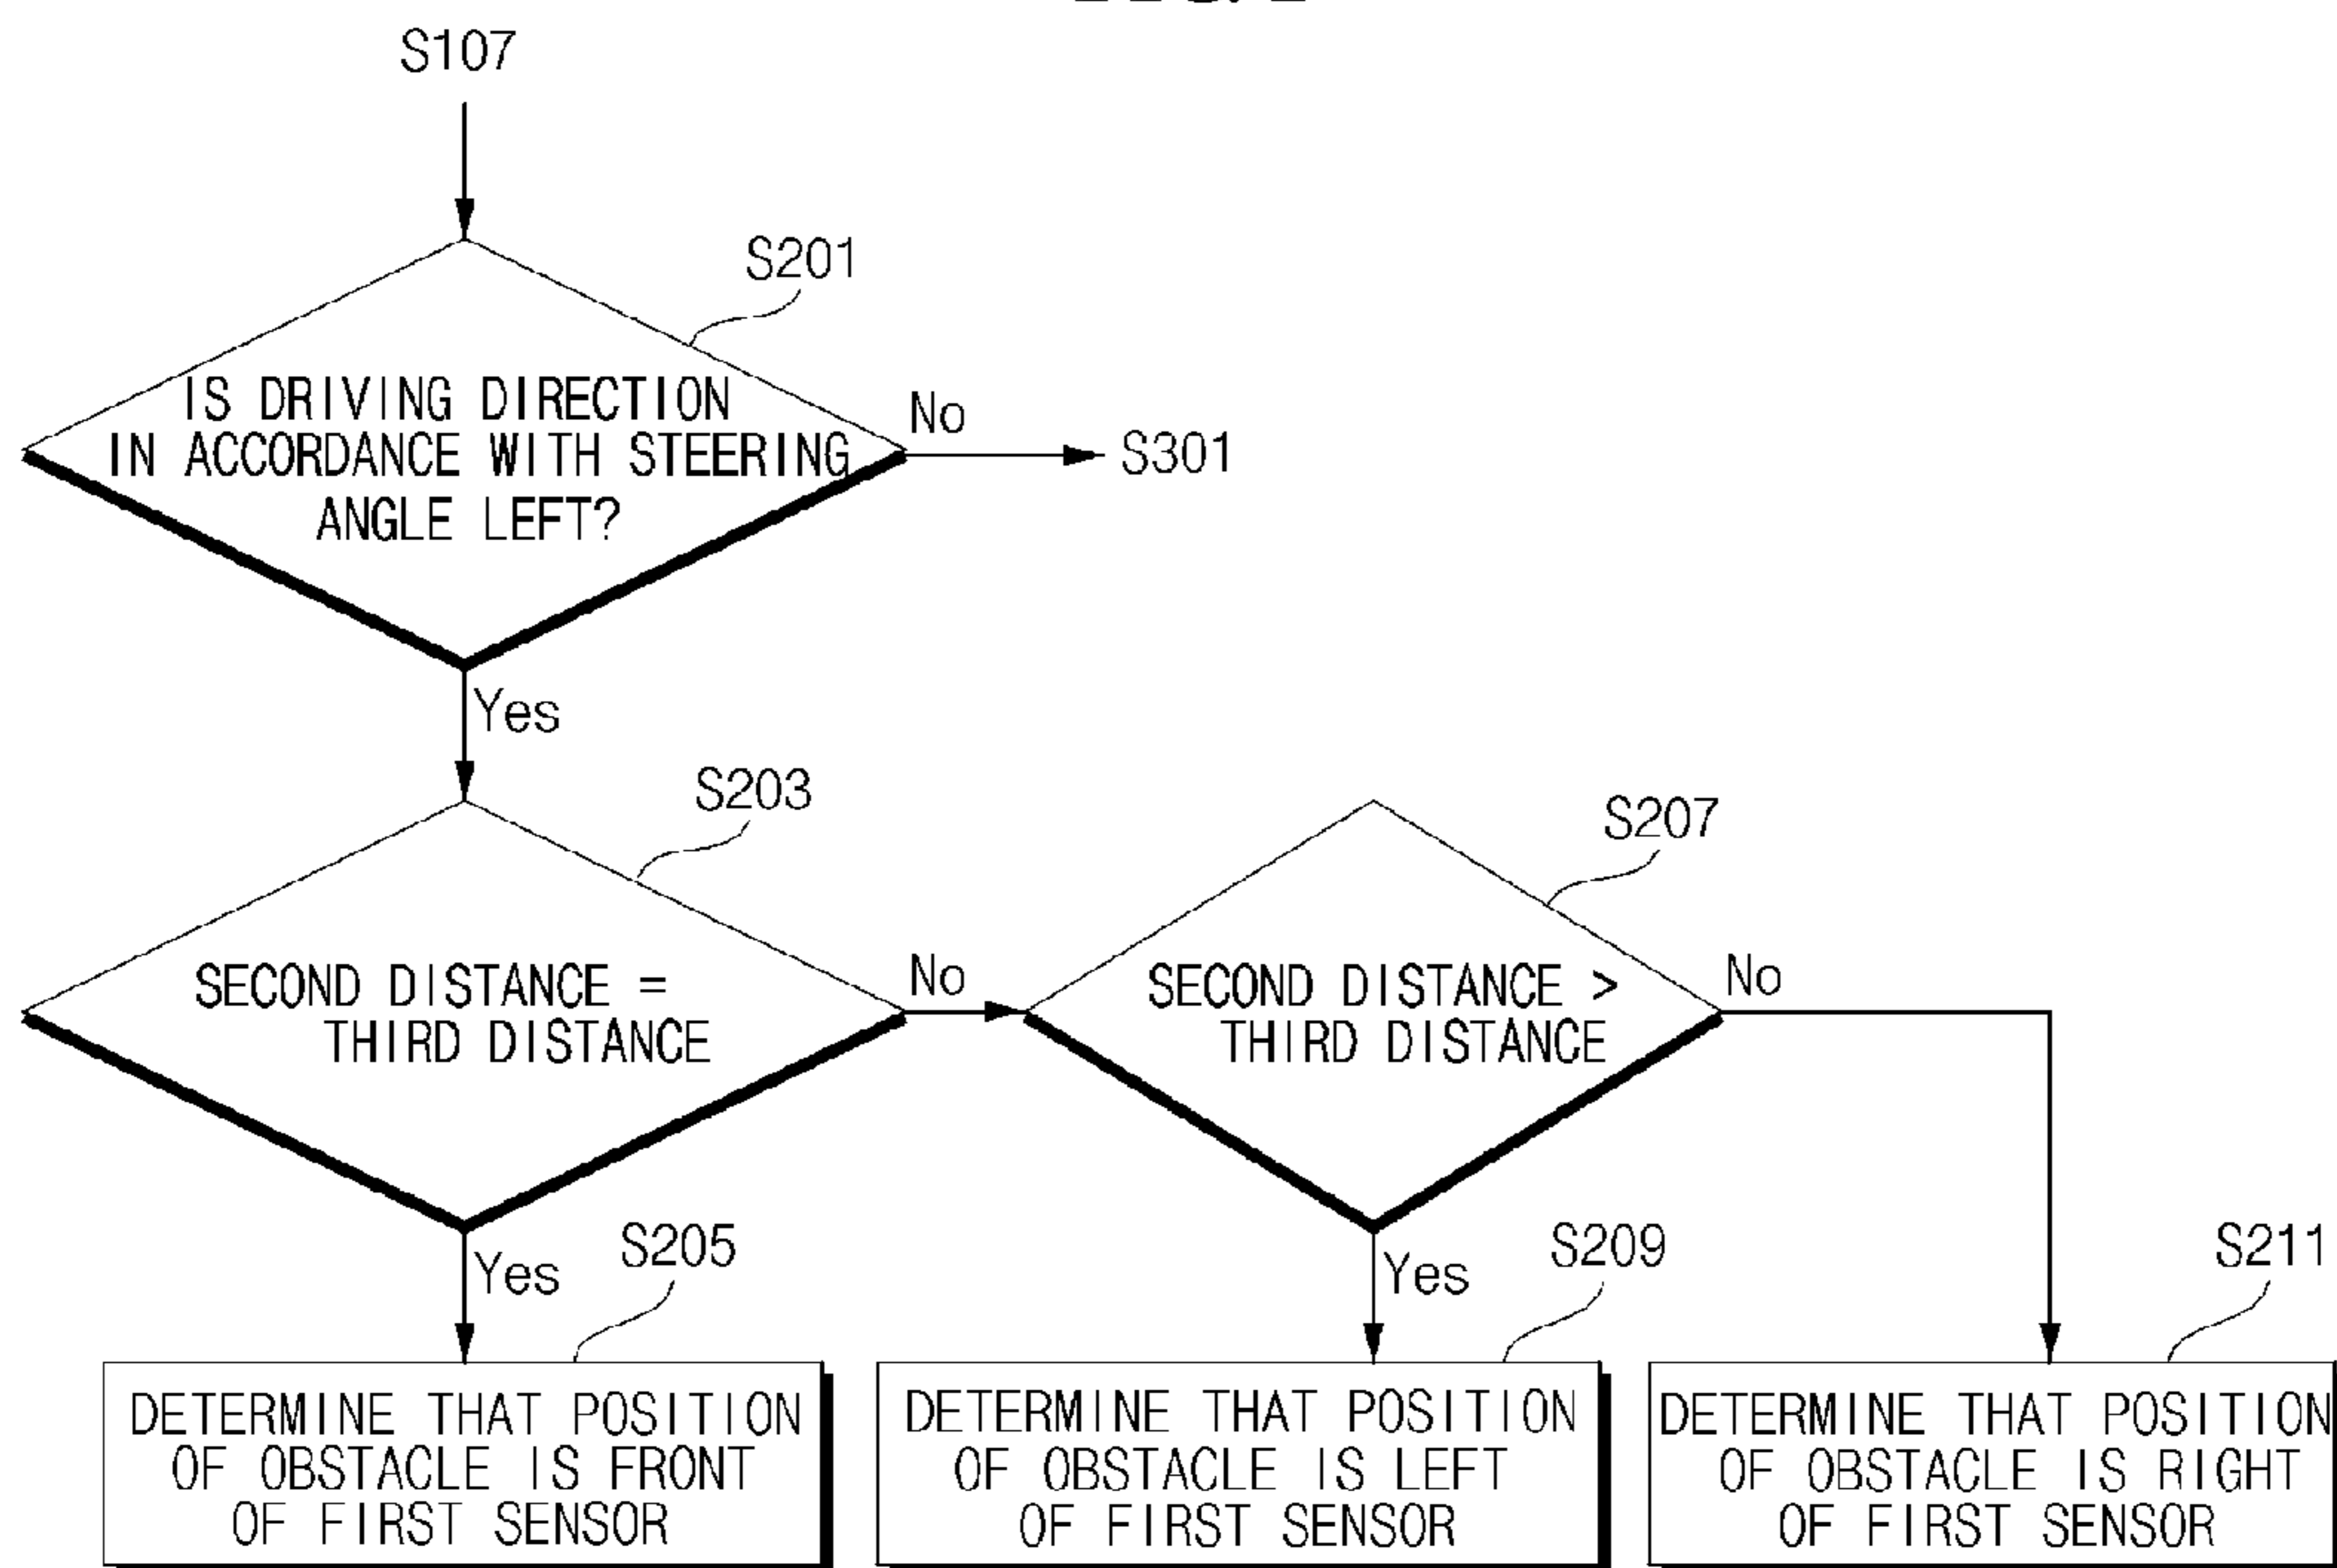 S107
S201
IS DRIVING DIRECTION
IN ACCORDANCE WITH STEERING
ANGLE LEFT?
No
S301
Yes
S203
SECOND DISTANCE =
THIRD DISTANCE
No
S207
SECOND DISTANCE >
THIRD DISTANCE
No
Yes
S205
DETERMINE THAT POSITION
OF OBSTACLE IS FRONT
OF FIRST SENSOR
Yes
S209
DETERMINE THAT POSITION
OF OBSTACLE IS LEFT
OF FIRST SENSOR
S211
DETERMINE THAT POSITION
OF OBSTACLE IS RIGHT
OF FIRST SENSOR